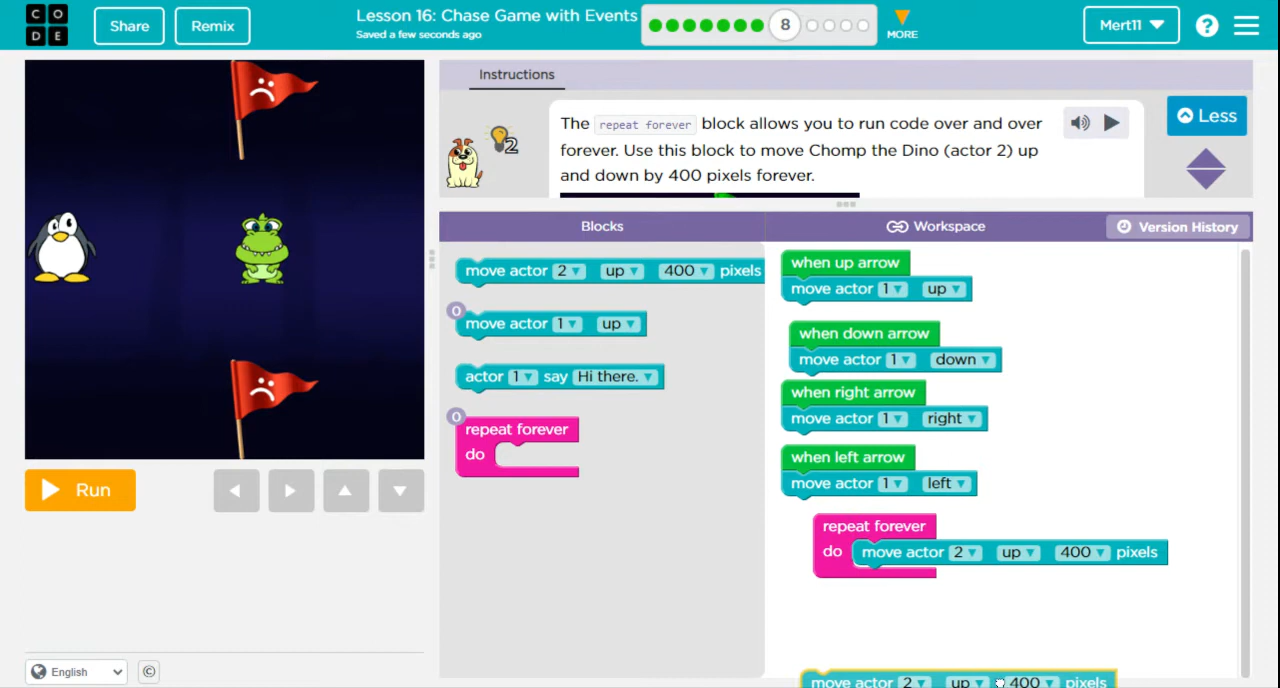 C O
D E
Share
Remix
Lesson 16: Chase Game with Events
Saved a few seconds ago
8
MORE
Mert11
?
Instructions
2
The repeat forever block allows you to run code over and over
forever. Use this block to move Chomp the Dino (actor 2) up
and down by 400 pixels forever.
Less
Blocks
Workspace
Version History
move actor 2 up 400 pixels
0
move actor 1 up
actor 1 say Hi there.
0
repeat forever
do
when up arrow
move actor 1 up
when down arrow
move actor 1 down
when right arrow
move actor 1 right
when left arrow
move actor 1 left
repeat forever
do move actor 2 up 400 pixels
move actor 2 up 400 pixels
Run
English
©